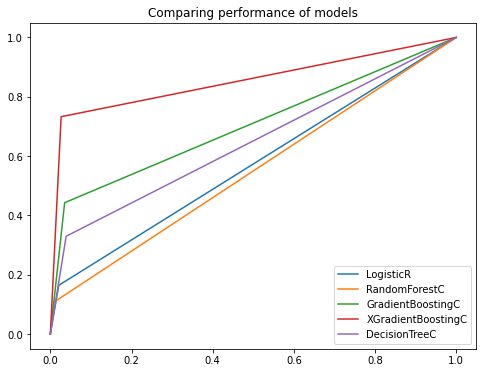 Comparing performance of models
1.0
0.8
0.6
0.4
0.2
0.0
0.0 0.2 0.4 0.6 0.8 1.0
LogisticR
RandomForestC
GradientBoostingC
XGradientBoostingC
DecisionTreeC